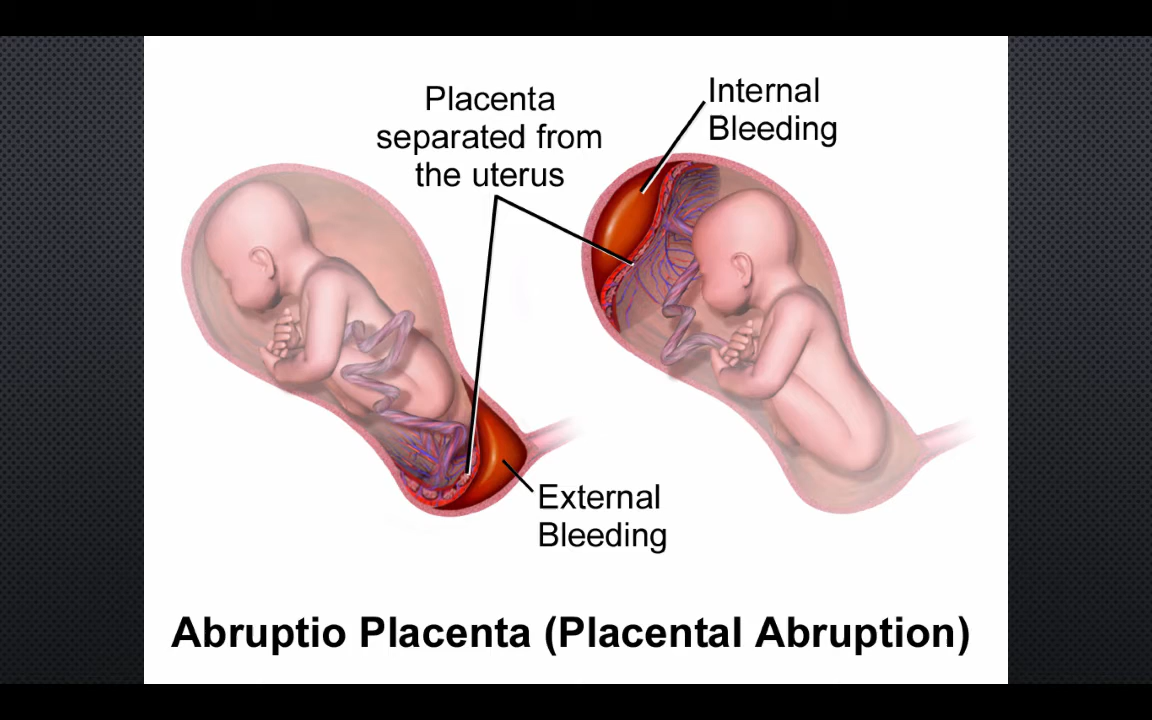 Placenta
separated from
the uterus
Internal
Bleeding
External
Bleeding
Abruptio Placenta (Placental Abruption)